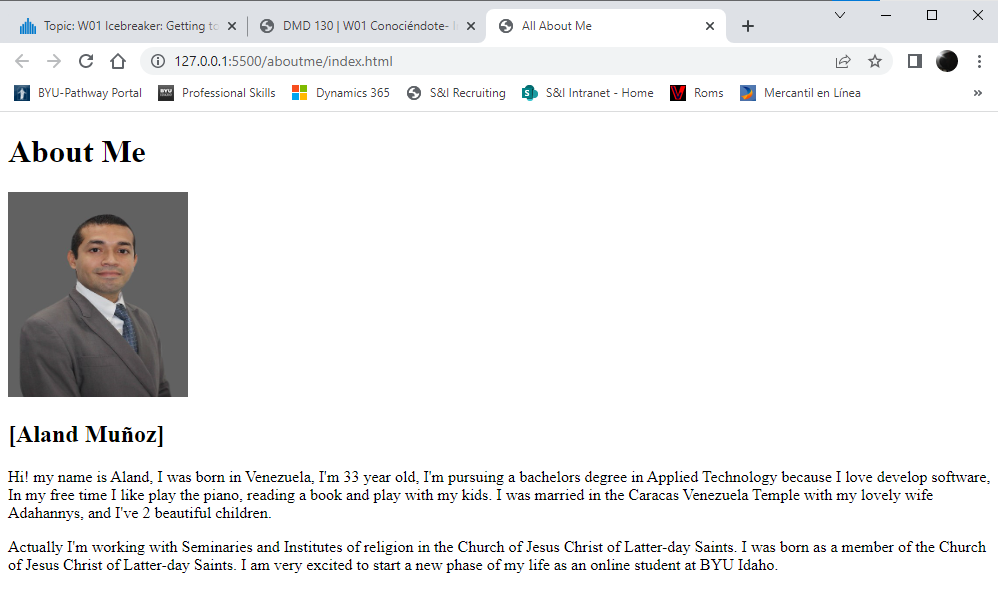 Topic: W01 Icebreaker: Getting to
DMD 130 | W01 Conociéndote- I
All About Me
127.0.0.1:5500/aboutme/index.html
BYU-Pathway Portal
BYU
Professional Skills
Dynamics 365
S&I Recruiting
S
S&I Intranet - Home
Roms
Mercantil en Línea
»
About Me
[Aland Muñoz]
Hi! my name is Aland, I was born in Venezuela, I'm 33 year old, I'm pursuing a bachelors degree in Applied Technology because I love develop software,
In my free time I like play the piano, reading a book and play with my kids. I was married in the Caracas Venezuela Temple with my lovely wife
Adahannys, and I've 2 beautiful children.
Actually I'm working with Seminaries and Institutes of religion in the Church of Jesus Christ of Latter-day Saints. I was born as a member of the Church
of Jesus Christ of Latter-day Saints. I am very excited to start a new phase of my life as an online student at BYU Idaho.